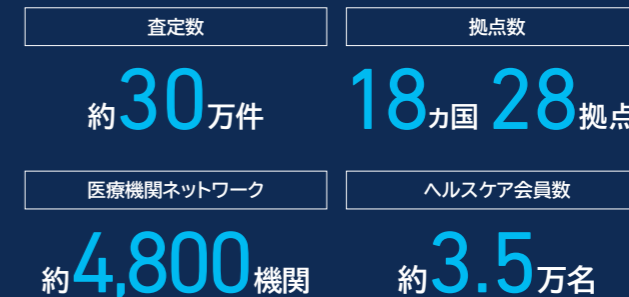 査定数
約30万件
拠点数
18ヵ国 28拠点
医療機関ネットワーク
約4,800機関
ヘルスケア会員数
約3.5万名